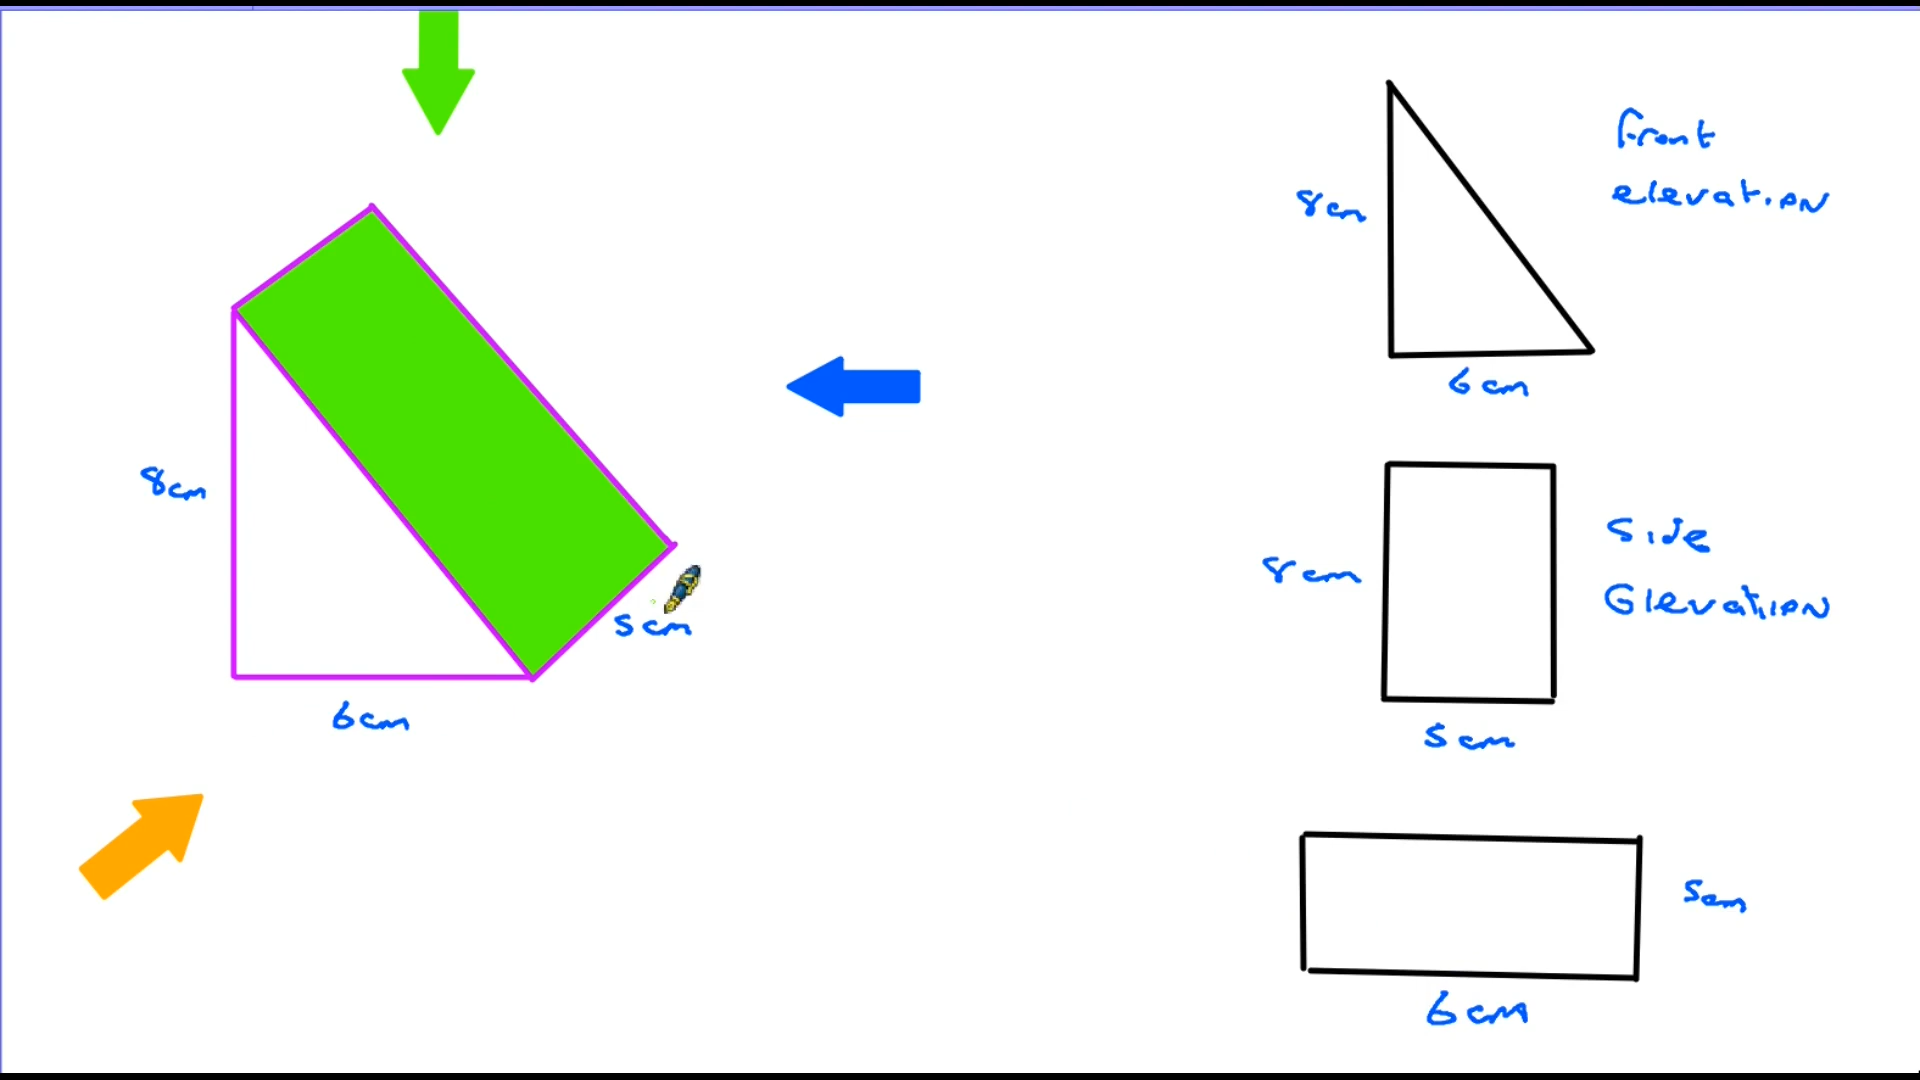 8cm
6cm
5cm
8cm
6cm
Front
elevation
8cm
5cm
Side
Elevation
5cm
6cm